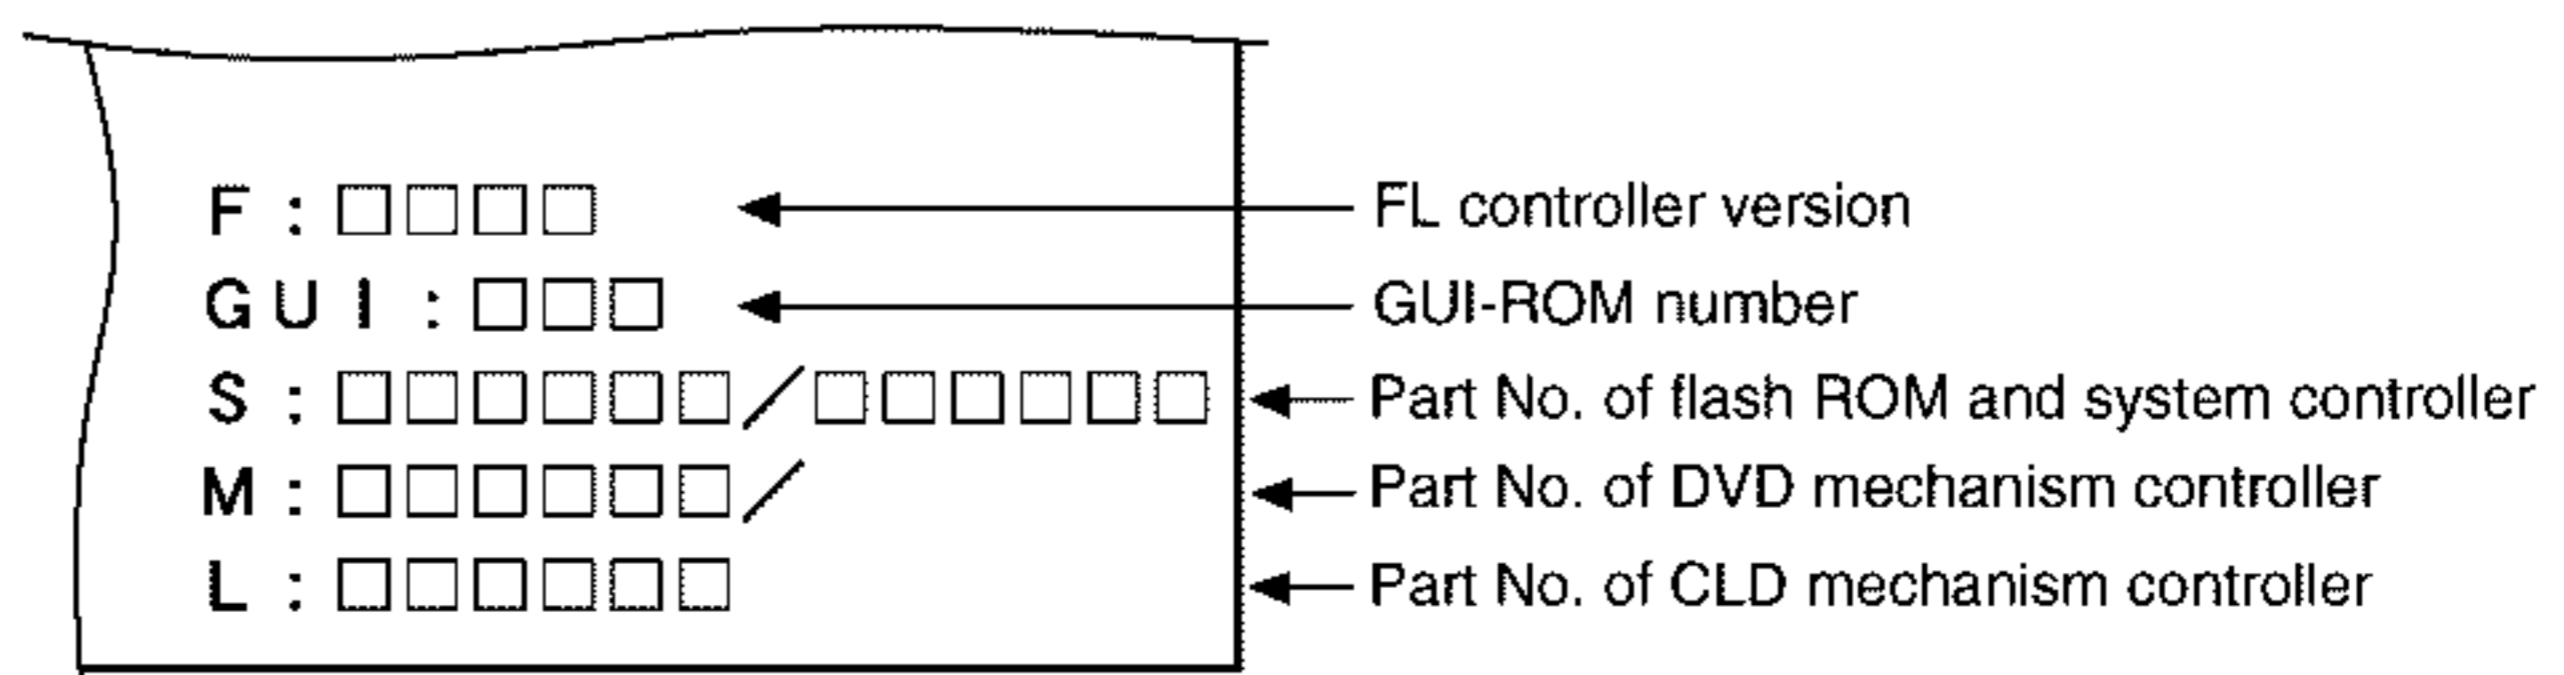 F : □□□□ FL controller version
GUI : □□□ GUI-ROM number
S : □□□□□□/□□□□□□ Part No. of flash ROM and system controller
M : □□□□□□/ Part No. of DVD mechanism controller
L : □□□□□□ Part No. of CLD mechanism controller